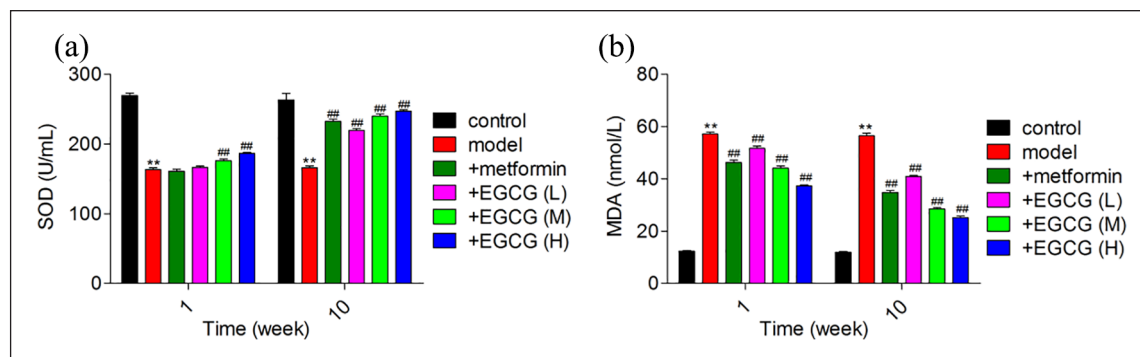 (a)
SOD (U/mL)
300
200
100
0
**
##
##
**
##
##
##
##
1
10
Time (week)
control
model
+metformin
+EGCG (L)
+EGCG (M)
+EGCG (H)
(b)
MDA (nmol/L)
80
60
40
20
0
**
##
##
##
##
**
##
##
##
##
1
10
Time (week)
control
model
+metformin
+EGCG (L)
+EGCG (M)
+EGCG (H)